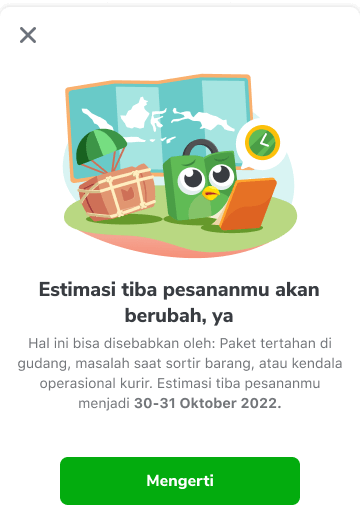 Estimasi tiba pesananmu akan
berubah, ya
Hal ini bisa disebabkan oleh: Paket tertahan di
gudang, masalah saat sortir barang, atau kendala
operasional kurir. Estimasi tiba pesananmu
menjadi 30-31 Oktober 2022.
Mengerti